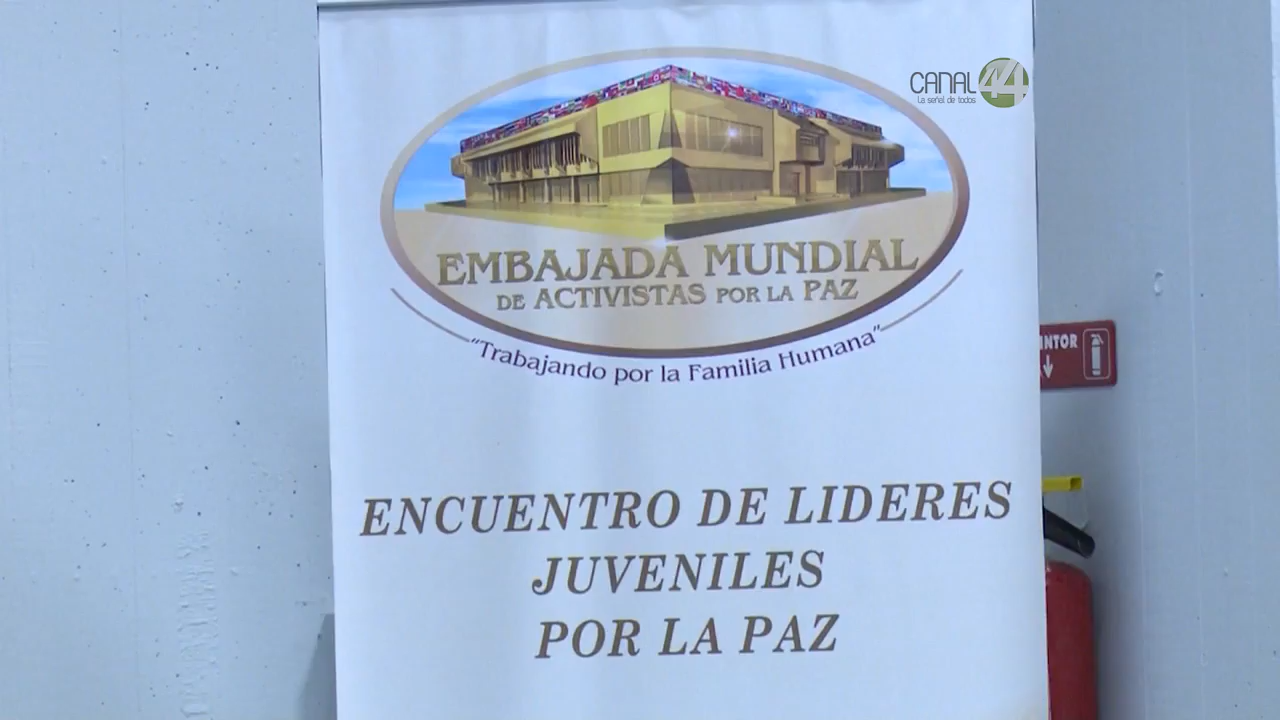 CANAL 44
La señal de todos
EMBAJADA MUNDIAL
DE ACTIVISTAS POR LA PAZ
"Trabajando por la Familia Humana"
INTOR
ENCUENTRO DE LIDERES
JUVENILES
POR LA PAZ